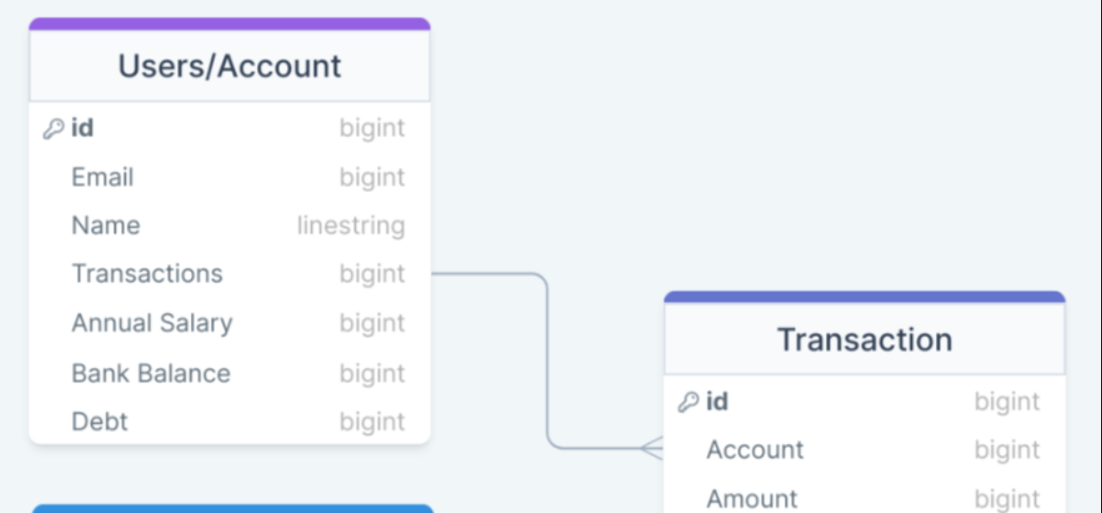 Users/Account
id bigint
Email bigint
Name linestring
Transactions bigint
Annual Salary bigint
Bank Balance bigint
Debt bigint
Transaction
id bigint
Account bigint
Amount bigint